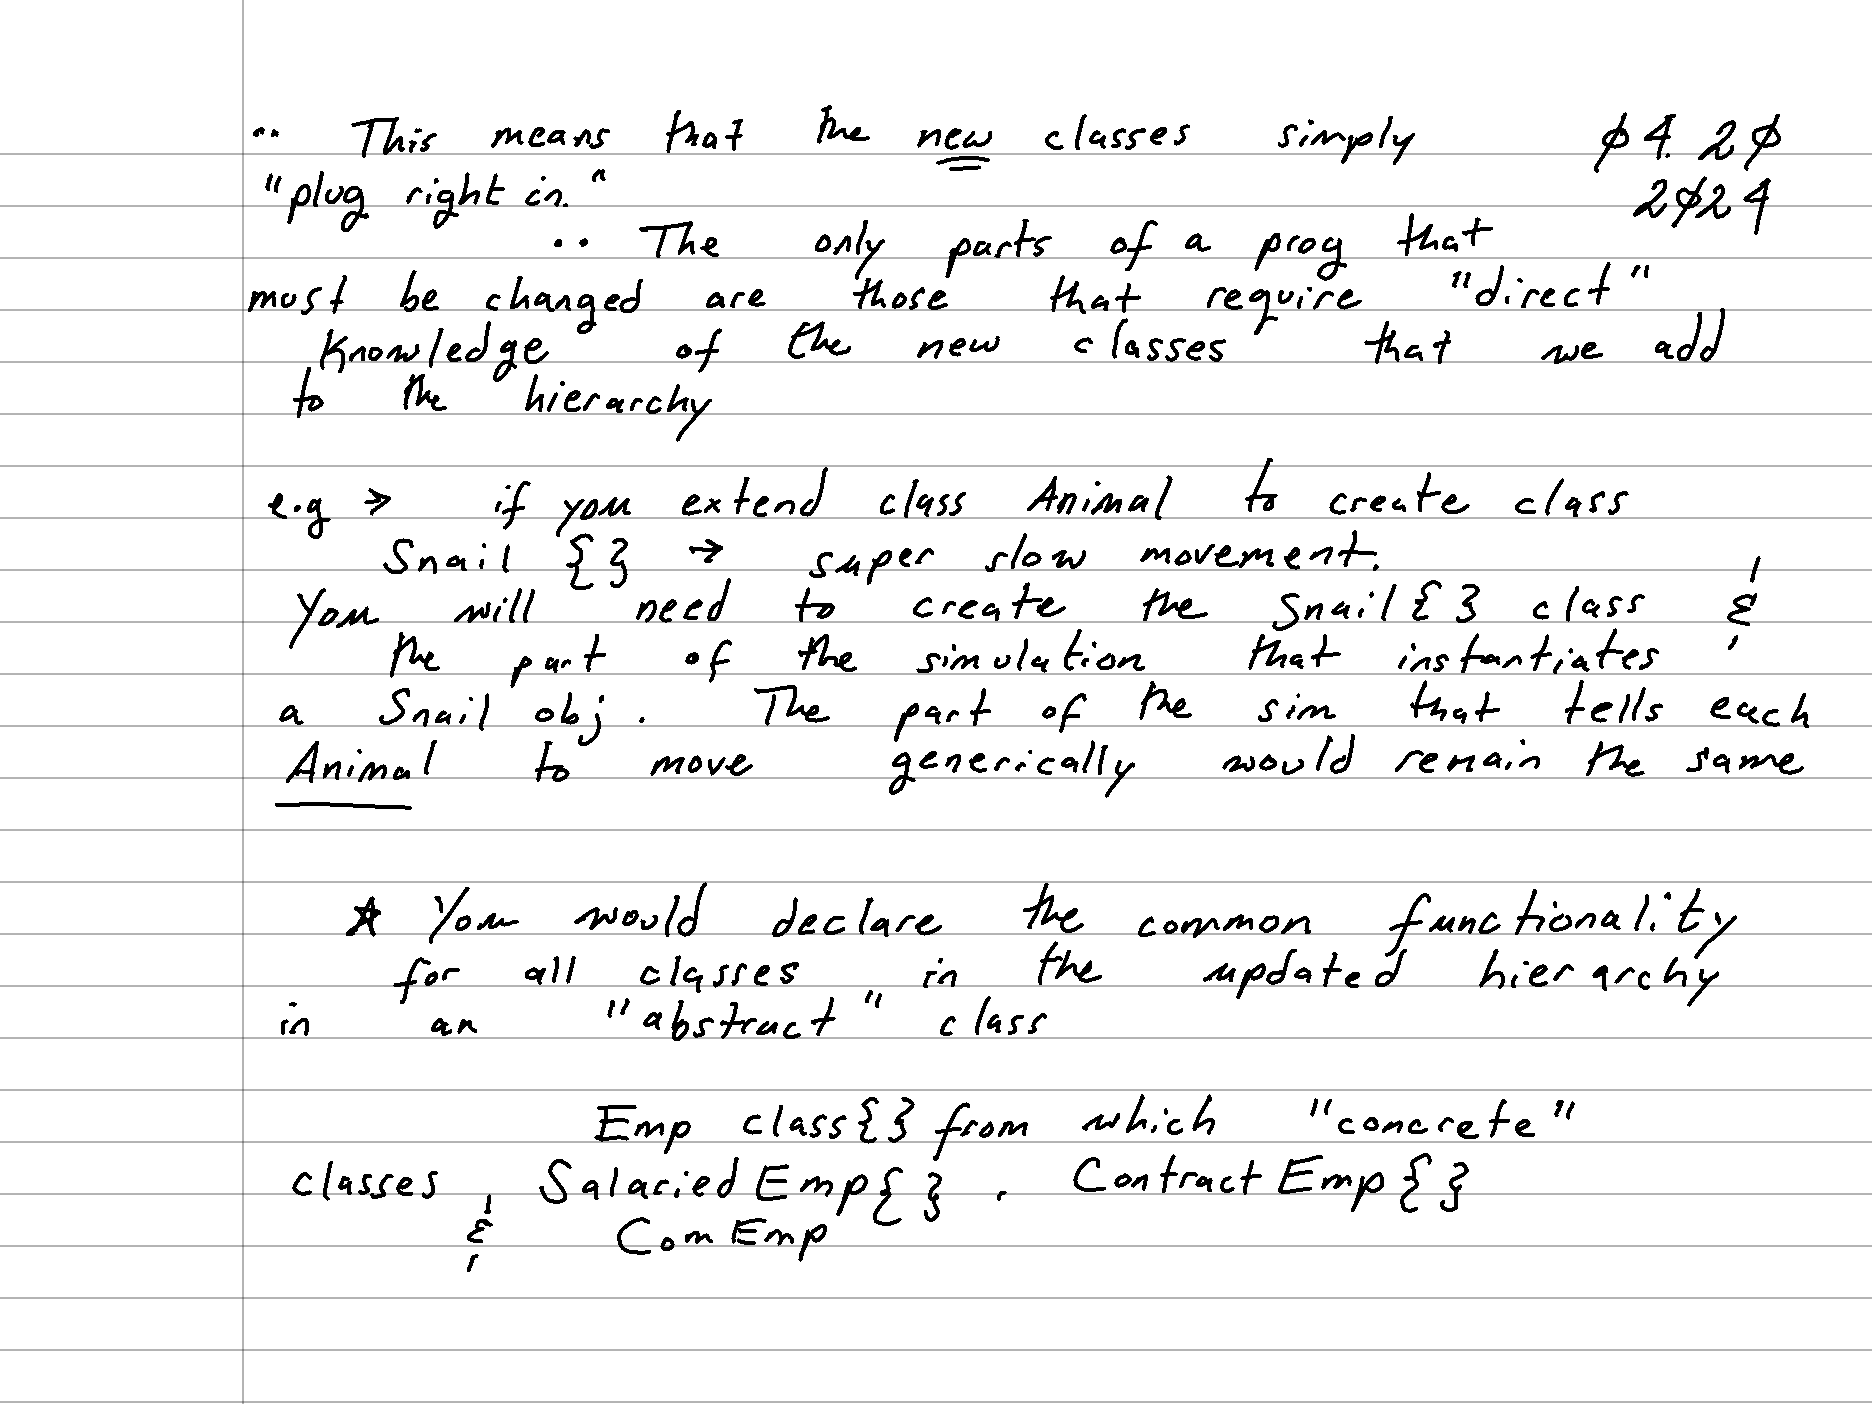 .. This means that the new classes simply
04.20
"plug right in."
2024
.. The only parts of a prog that
must be changed are those that require "direct"
knowledge of the new classes that we add
to the hierarchy
e.g → if you extend class Animal to create class
Snail {} → super slow movement.
You will need to create the Snail{} class &
the part of the simulation that instantiates
a Snail obj. The part of the sim that tells each
Animal to move generically would remain the same
☆ You would declare the common functionality
for all classes in the updated hierarchy
in an "abstract" class
Emp class{} from which "concrete"
classes, SalariedEmp{}, ContractEmp{}
& ComEmp